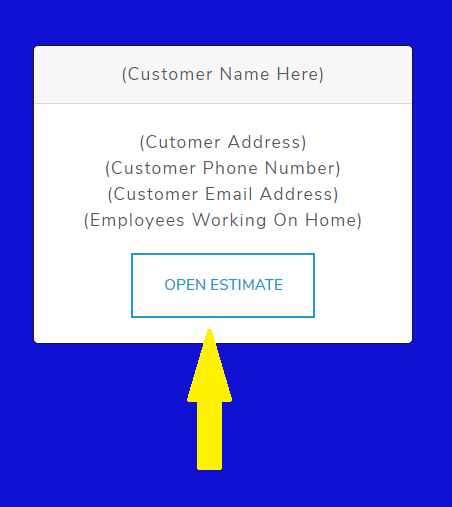 (Customer Name Here)
(Cutomer Address)
(Customer Phone Number)
(Customer Email Address)
(Employees Working On Home)
OPEN ESTIMATE